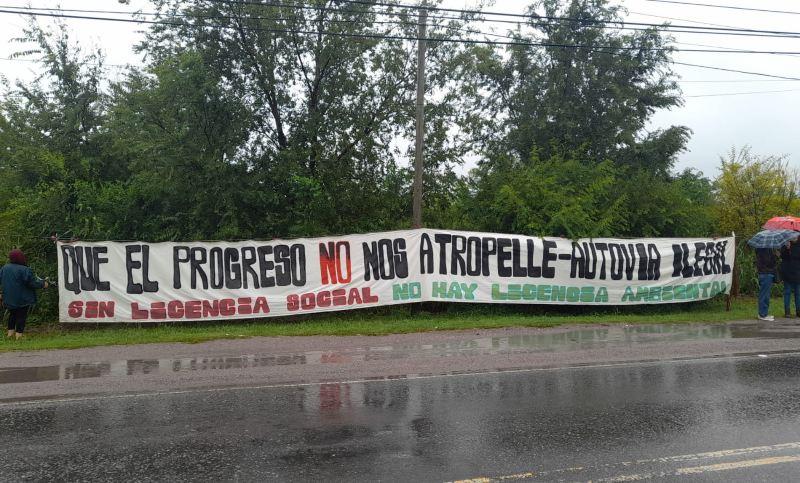 QUE EL PROGRESO NO NOS ATROPELLE-AUTOVIA ILEGAL
SIN LICENCIA SOCIAL NO HAY LICENCIA AMBIENTAL